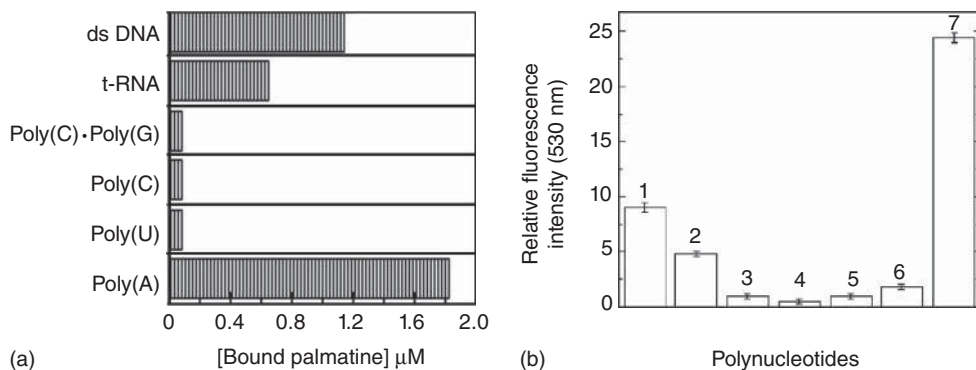 ds DNA
t-RNA
Poly(C)•Poly(G)
Poly(C)
Poly(U)
Poly(A)
0 0.4 0.8 1.2 1.6 2.0
[Bound palmatine] μM
(a)
Relative fluorescence
intensity (530 nm)
25
20
15
10
5
0
1
2
3
4
5
6
7
Polynucleotides
(b)